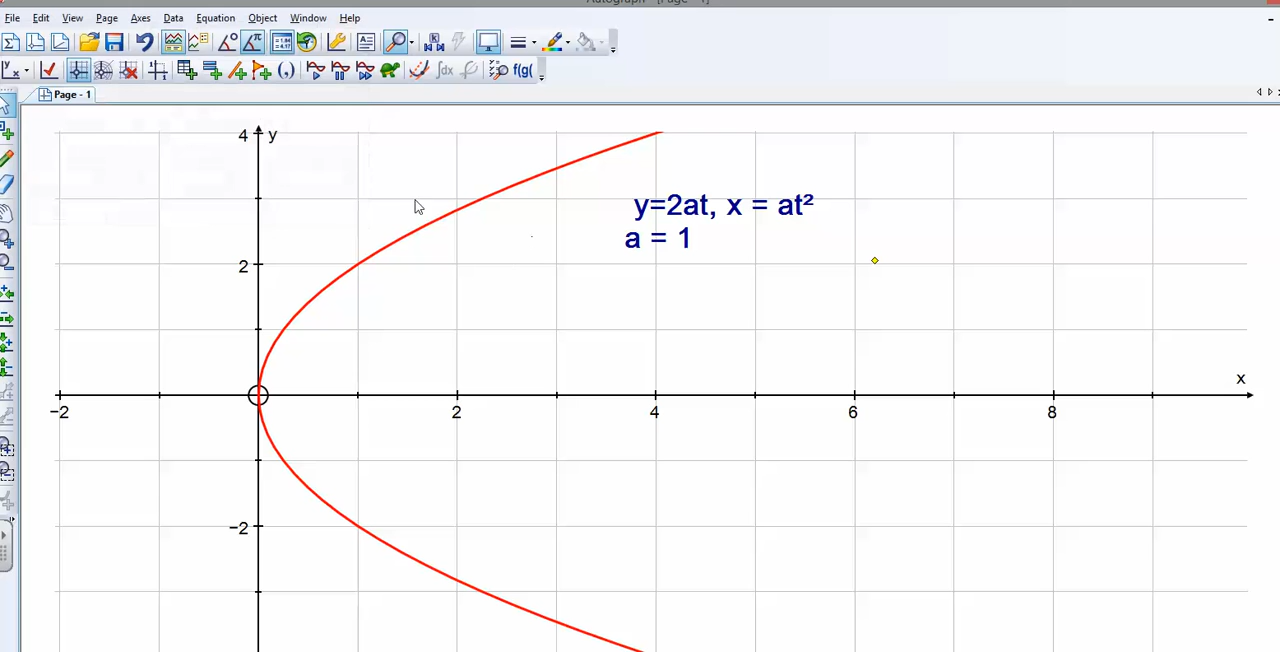 File Edit View Page Axes Data Equation Object Window Help
Page - 1
4 y
y=2at, x = at²
a = 1
2
x
−2 2 4 6 8
−2